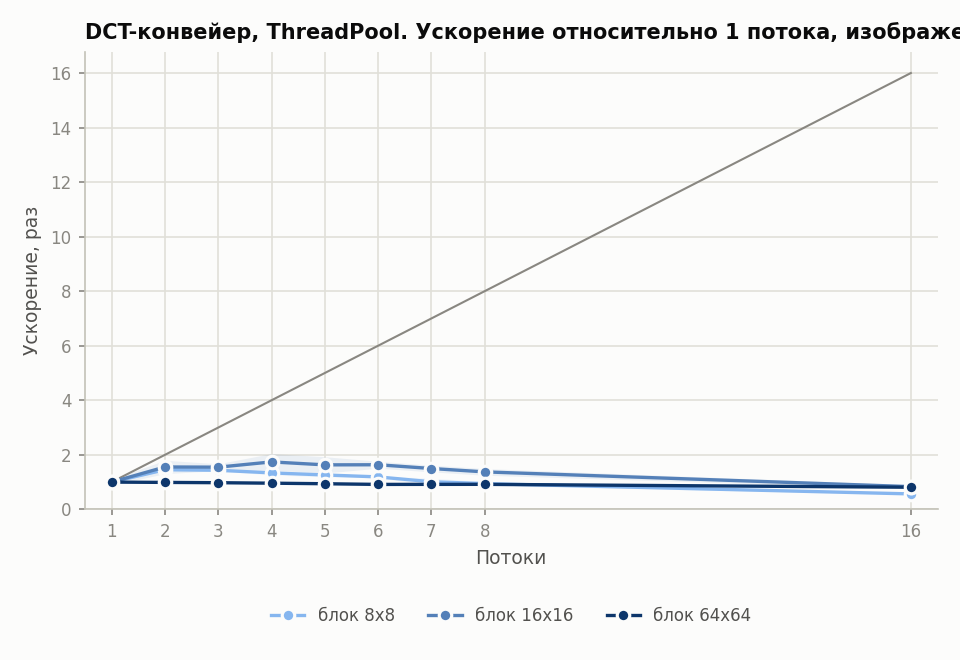 DCT-конвейер, ThreadPool. Ускорение относительно 1 потока, изображе
16
14
12
10
8
6
4
2
0
Ускорение, раз
1 2 3 4 5 6 7 8 16
Потоки
блок 8x8 блок 16x16 блок 64x64